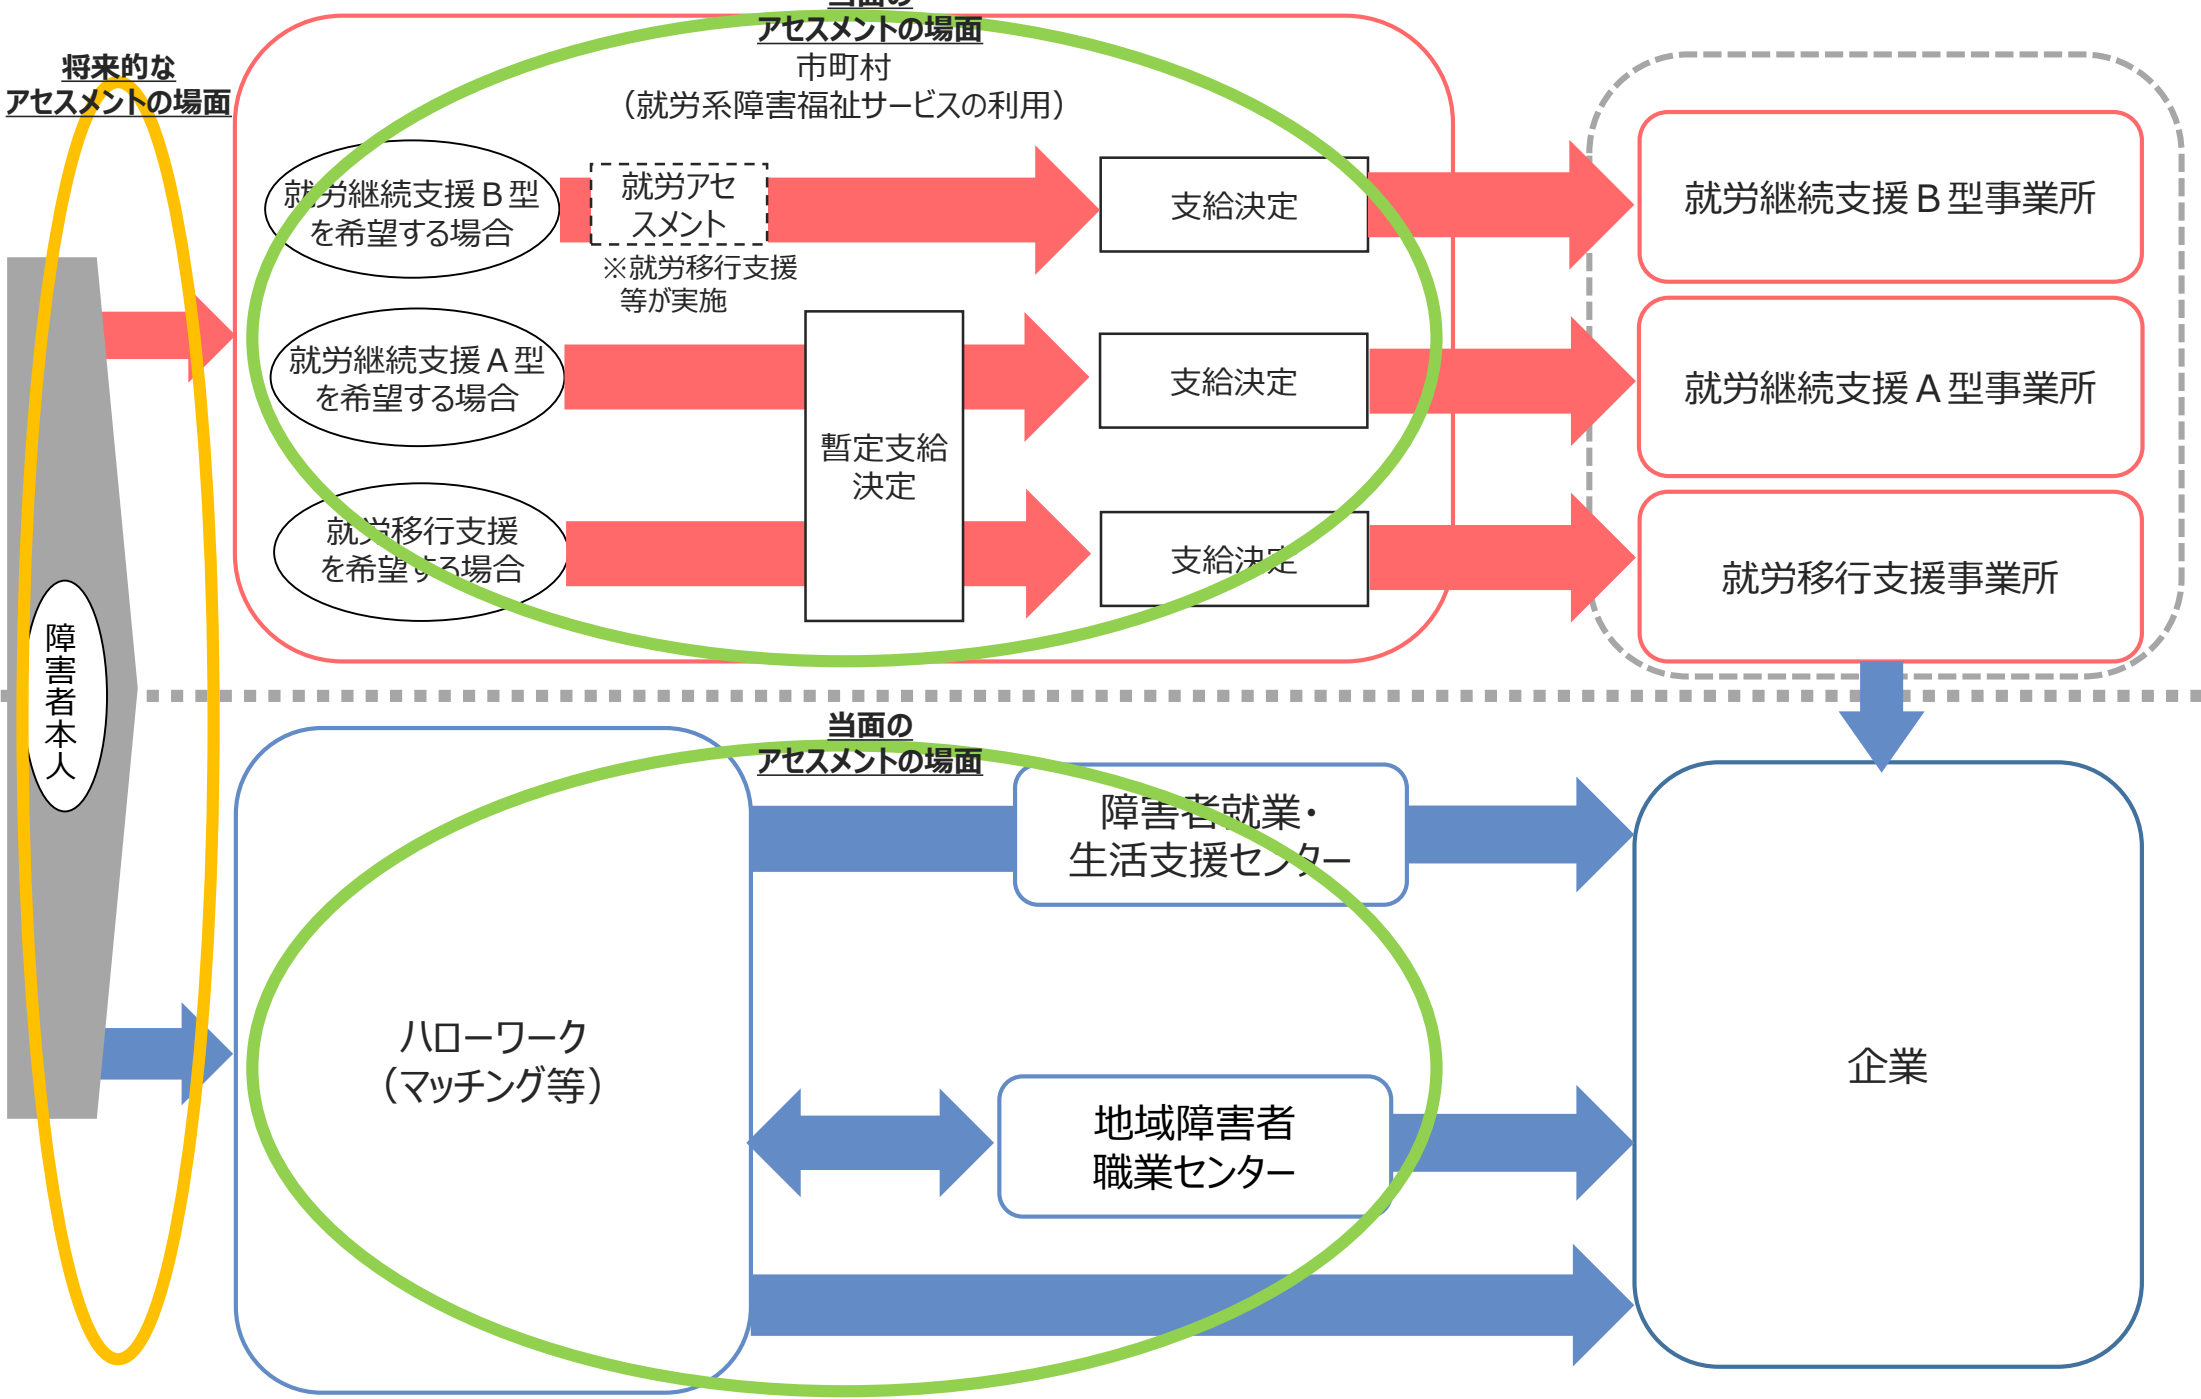 当面の
アセスメントの場面
市町村
（就労系障害福祉サービスの利用）
将来的な
アセスメントの場面
就労継続支援Ｂ型
を希望する場合
就労アセ
スメント
※就労移行支援
等が実施
支給決定
就労継続支援Ｂ型事業所
就労継続支援Ａ型
を希望する場合
暫定支給
決定
支給決定
就労継続支援Ａ型事業所
就労移行支援
を希望する場合
支給決定
就労移行支援事業所
障害者本人
当面の
アセスメントの場面
障害者就業・
生活支援センター
ハローワーク
（マッチング等）
地域障害者
職業センター
企業